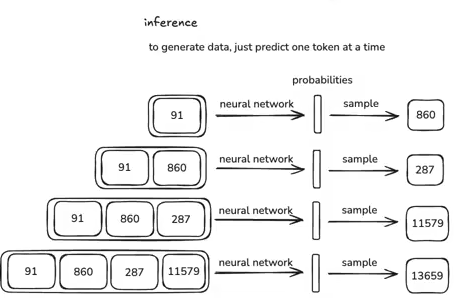 inference
to generate data, just predict one token at a time
probabilities
91 neural network sample 860
91 860 neural network sample 287
91 860 287 neural network sample 11579
91 860 287 11579 neural network sample 13659